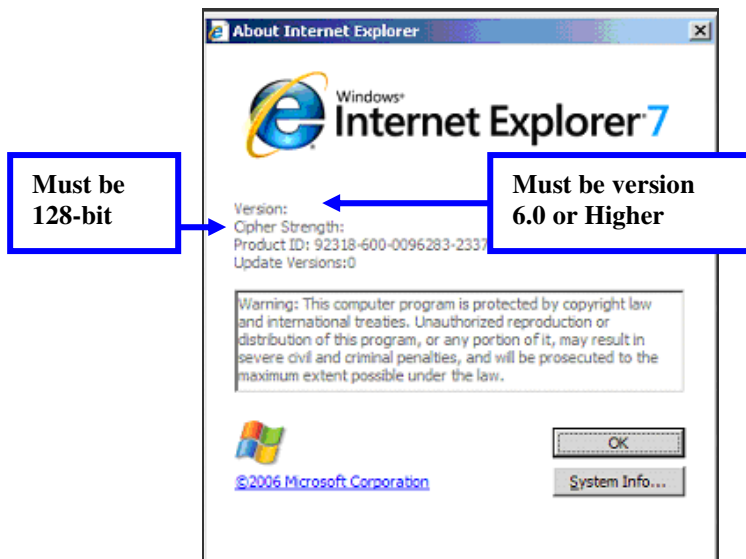 About Internet Explorer
Windows®
Internet Explorer 7
Must be
128-bit
Must be version
6.0 or Higher
Version:
Cipher Strength:
Product ID: 92318-600-0096283-2337
Update Versions:0
Warning: This computer program is protected by copyright law
and international treaties. Unauthorized reproduction or
distribution of this program, or any portion of it, may result in
severe civil and criminal penalties, and will be prosecuted to the
maximum extent possible under the law.
OK
©2006 Microsoft Corporation
System Info...